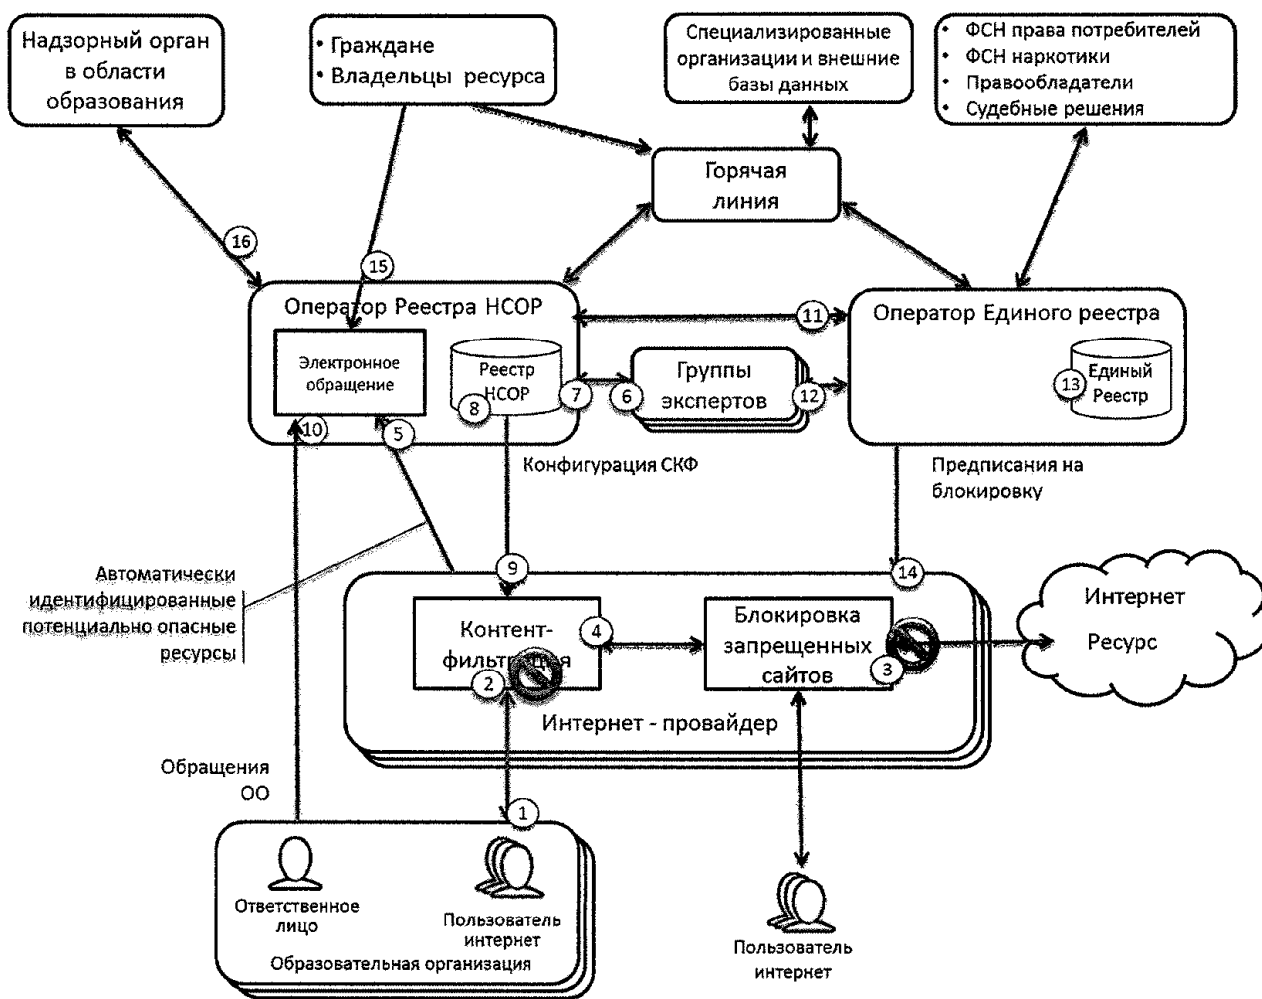 Надзорный орган
в области
образования
• Граждане
• Владельцы ресурса
Специализированные
организации и внешние
базы данных
• ФСН права потребителей
• ФСН наркотики
• Правообладатели
• Судебные решения
Горячая
линия
16
15
Оператор Реестра НСОР
11
Оператор Единого реестра
Электронное
обращение
Реестр
НСОР
8
7
6
Группы
экспертов
12
13
Единый
Реестр
10
5
Конфигурация СКФ
Предписания на
блокировку
Автоматически
идентифицированные
потенциально опасные
ресурсы
9
14
Контент-
фильтрация
4
2
Блокировка
запрещенных
сайтов
3
Интернет
Ресурс
Интернет - провайдер
Обращения
ОО
1
Ответственное
лицо
Пользователь
интернет
Образовательная организация
Пользователь
интернет